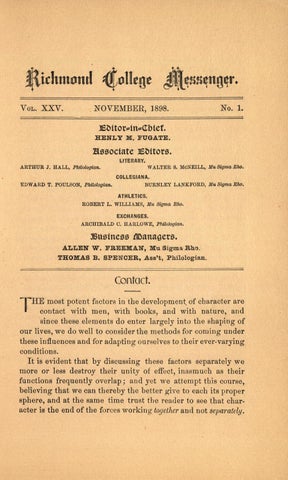 Richmond College Messenger.
VOL. XXV. NOVEMBER, 1898. No. 1.
Editor-in-Chief.
HENLY M. FUGATE.
Associate Editors.
LITERARY,
ARTHUR J. HALL, Philologian. WALTER S. McNEILL, Mu Sigma Rho.
COLLEGIANA.
EDWARD T. POULSON, Philologian. BURNLEY LANKFORD, Mu Sigma Rho.
ATHLETICS,
ROBERT L. WILLIAMS, Mu Sigma Rho.
EXCHANGES.
ARCHIBALD C. HARLOWE, Philologian.
Business Managers.
ALLEN W. FREEMAN, Mu Sigma Rho.
THOMAS B. SPENCER, Ass't, Philologian.
Contact.
THE most potent factors in the development of character are
contact with men, with books, and with nature, and
since these elements do enter largely into the shaping of
our lives, we do well to consider the methods for coming under
these influences and for adapting ourselves to their ever-varying
conditions.
It is evident that by discussing these factors separately we
more or less destroy their unity of effect, inasmuch as their
functions frequently overlap; and yet we attempt this course,
believing that we can thereby the better give to each its proper
sphere, and at the same time trust the reader to see that char-
acter is the end of the forces working together and not separately.